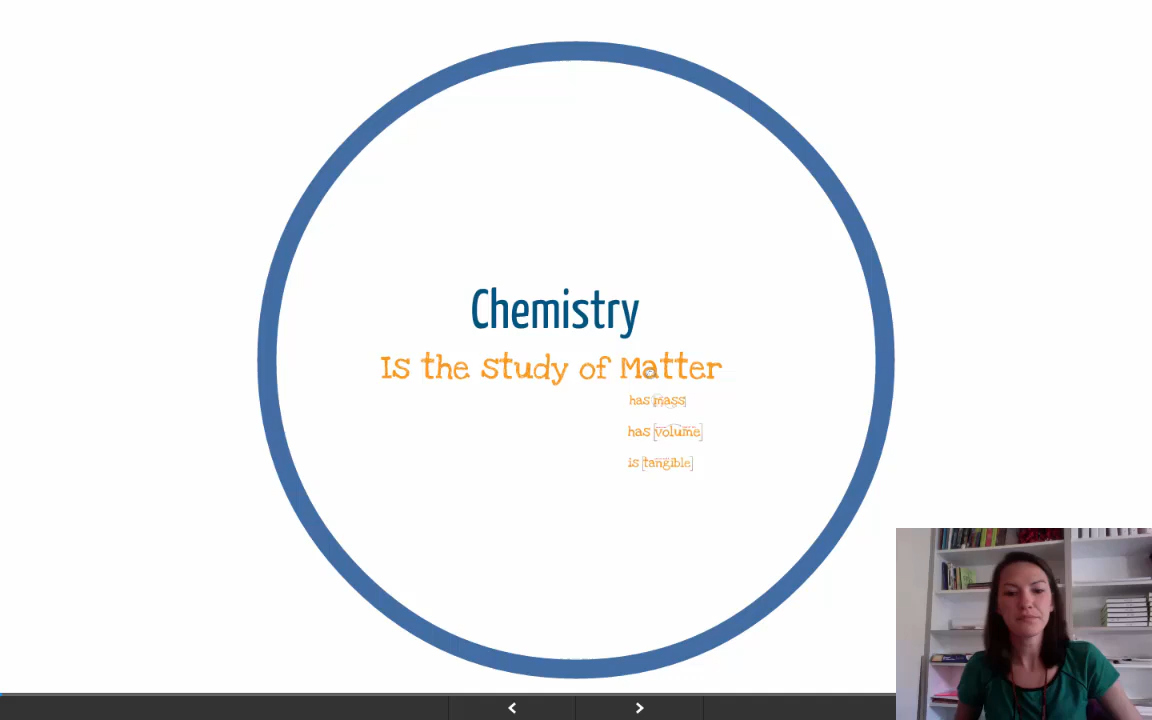 Chemistry
Is the study of Matter
has mass
has [volume]
is [tangible]